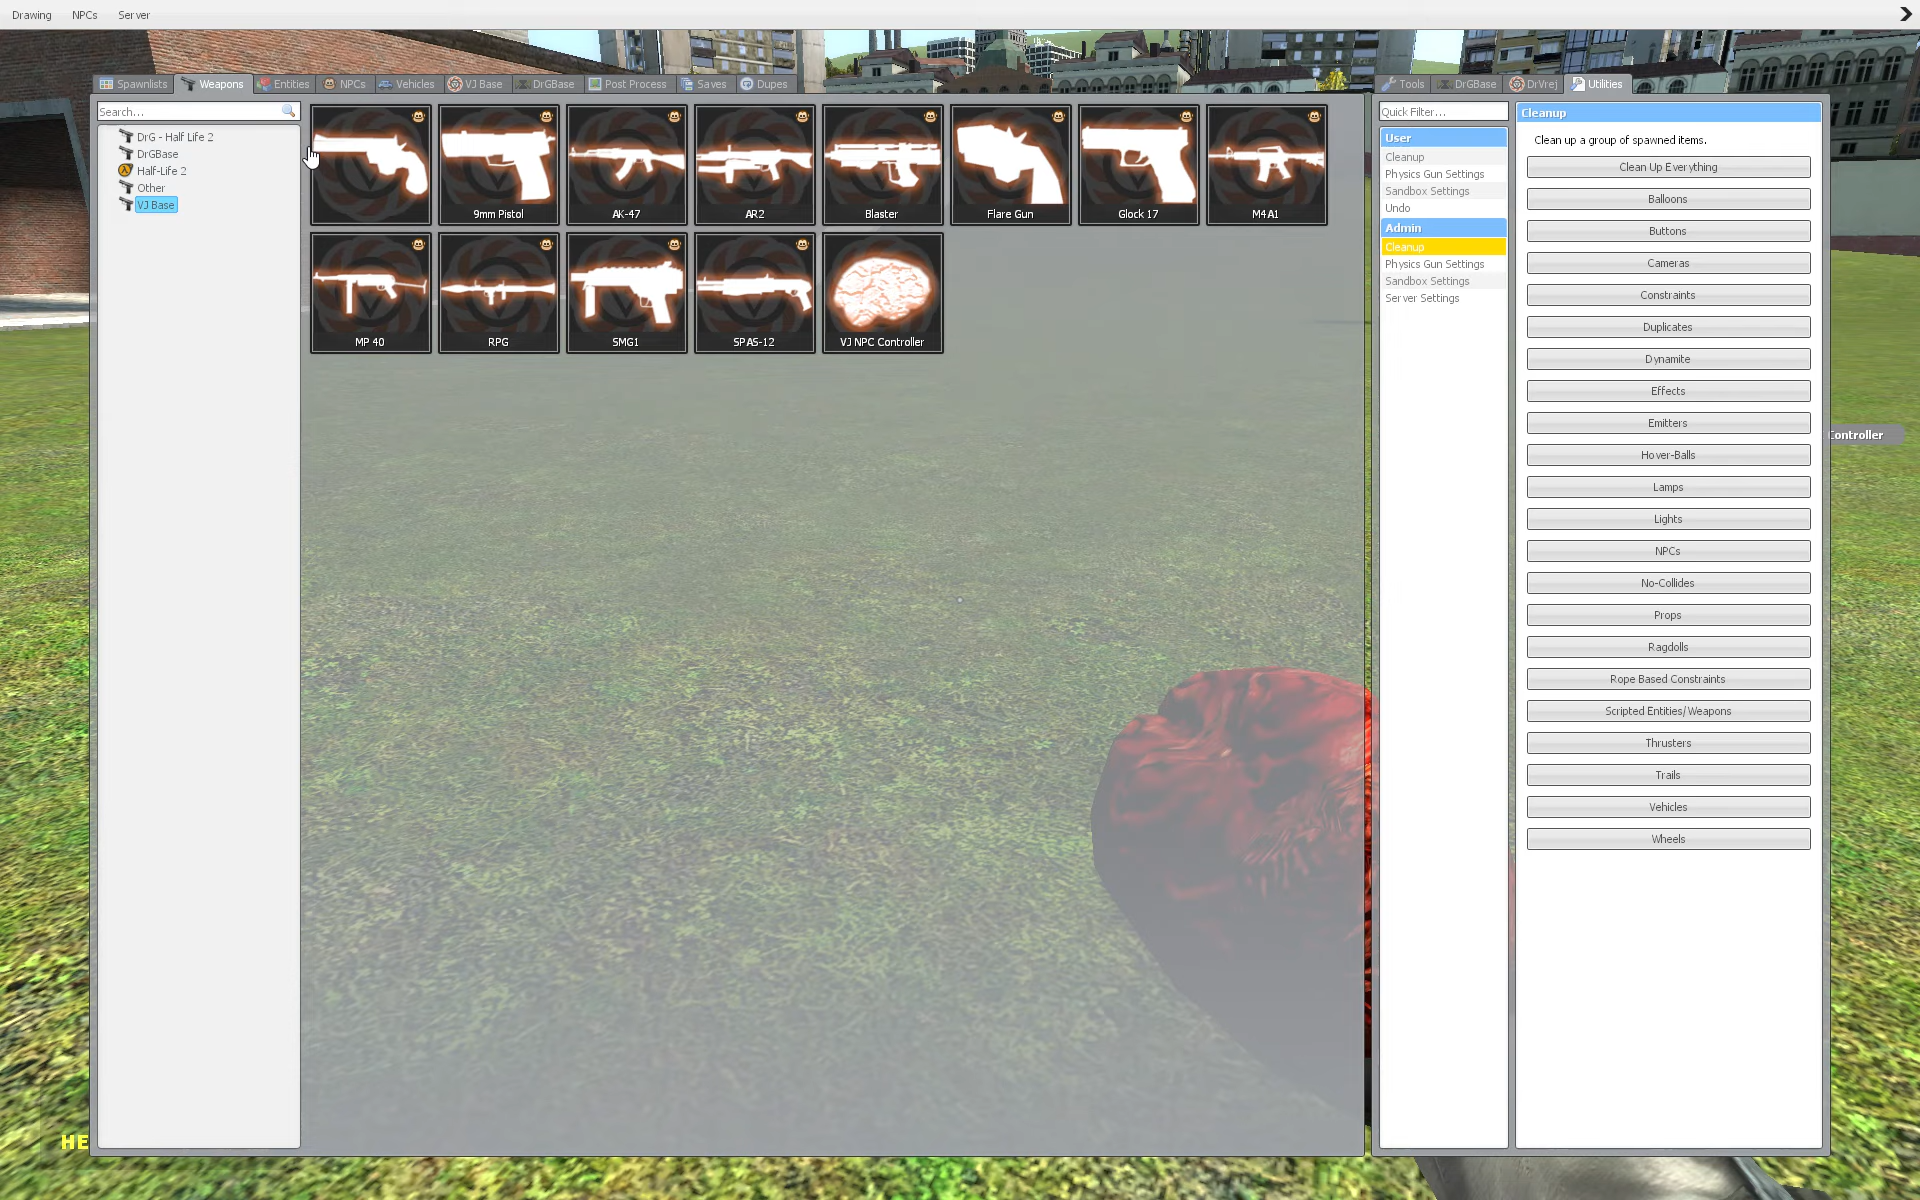 Drawing NPCs Server
Spawnlists Weapons Entities NPCs Vehicles VJ Base DrGBase Post Process Saves Dupes
Search...
DrG - Half Life 2
DrGBase
Half-Life 2
Other
VJ Base
9mm Pistol AK-47 AR2 Blaster Flare Gun Glock 17 M4A1
MP 40 RPG SMG1 SPAS-12 VJ NPC Controller
HE
Tools DrGBase DrVrej Utilities
Quick Filter...
User
Cleanup
Physics Gun Settings
Sandbox Settings
Undo
Admin
Cleanup
Physics Gun Settings
Sandbox Settings
Server Settings
Cleanup
Clean up a group of spawned items.
Clean Up Everything
Balloons
Buttons
Cameras
Constraints
Duplicates
Dynamite
Effects
Emitters
Hover-Balls
Lamps
Lights
NPCs
No-Collides
Props
Ragdolls
Rope Based Constraints
Scripted Entities/Weapons
Thrusters
Trails
Vehicles
Wheels
Controller